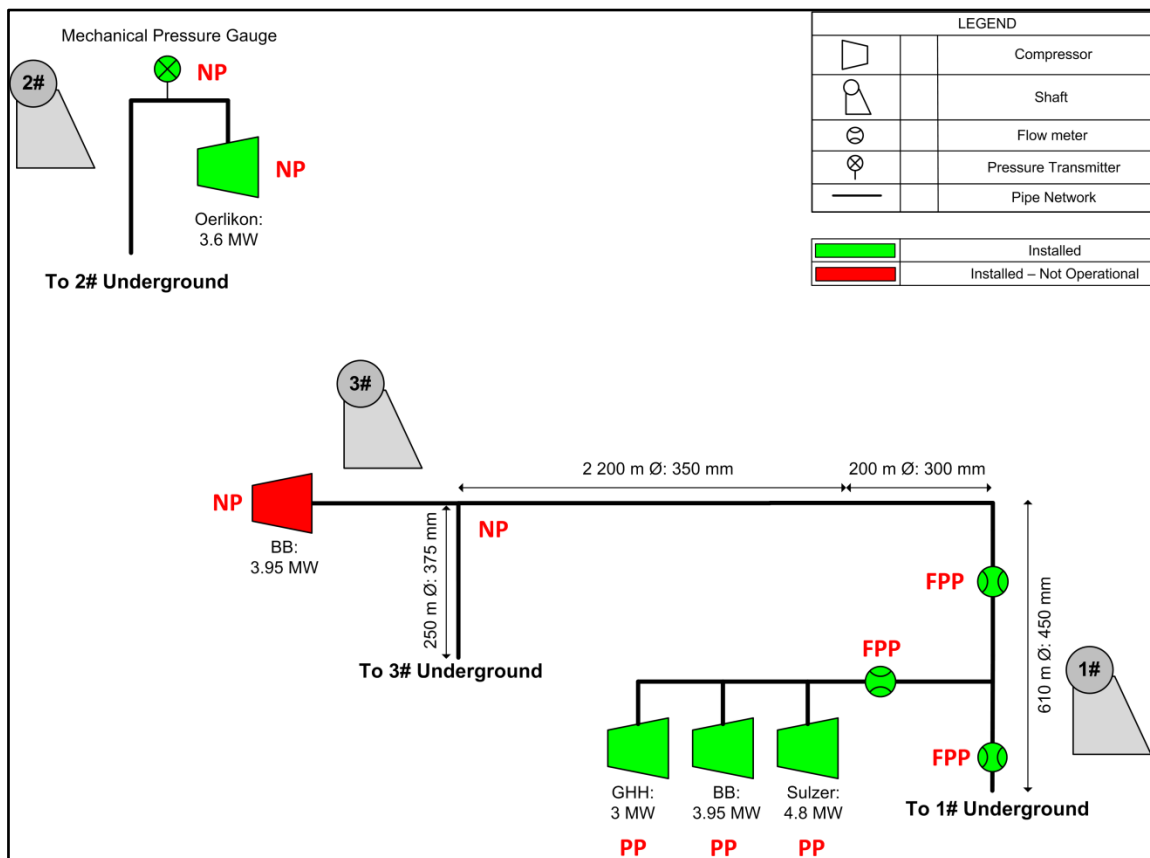 Mechanical Pressure Gauge
2#
NP
NP
Oerlikon:
3.6 MW
To 2# Underground
LEGEND
Compressor
Shaft
Flow meter
Pressure Transmitter
Pipe Network
Installed
Installed – Not Operational
3#
2 200 m Ø: 350 mm
200 m Ø: 300 mm
NP
BB:
3.95 MW
250 m Ø: 375 mm
NP
To 3# Underground
FPP
610 m Ø: 450 mm
FPP
1#
FPP
GHH:
3 MW
BB:
3.95 MW
Sulzer:
4.8 MW
To 1# Underground
PP
PP
PP